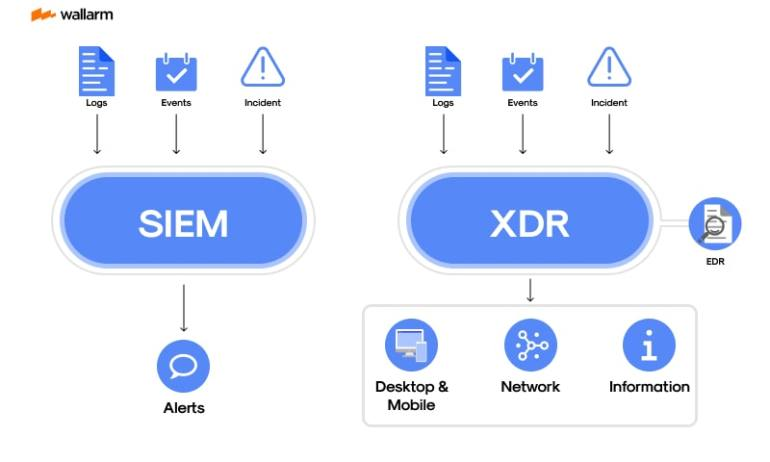 wallarm
Logs
Events
Incident
SIEM
Alerts
Logs
Events
Incident
XDR
EDR
Desktop &
Mobile
Network
Information